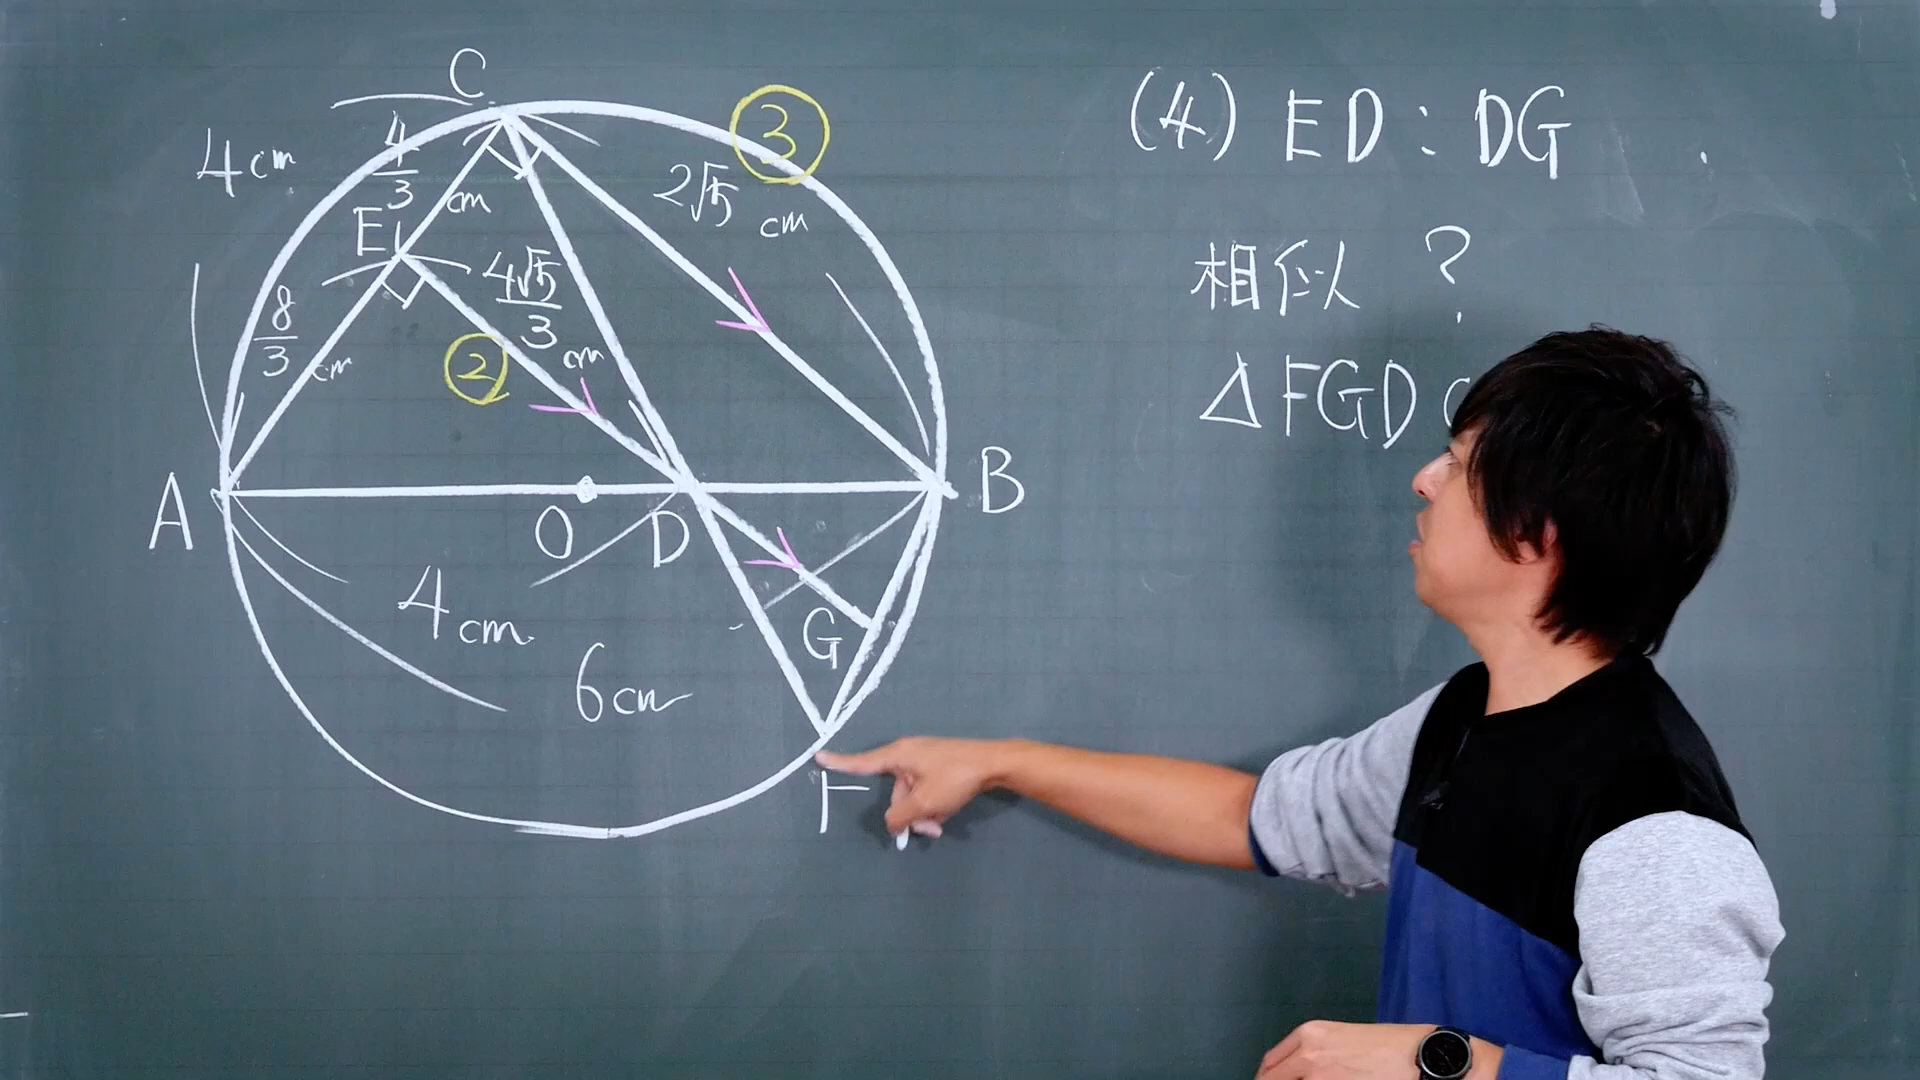 C
4cm
4/3 cm
3
2√5 cm
E
8/3 cm
4√5/3 cm
2
A
O
D
B
4cm
6cm
G
F
(4) ED : DG
相似 ?
△FGD